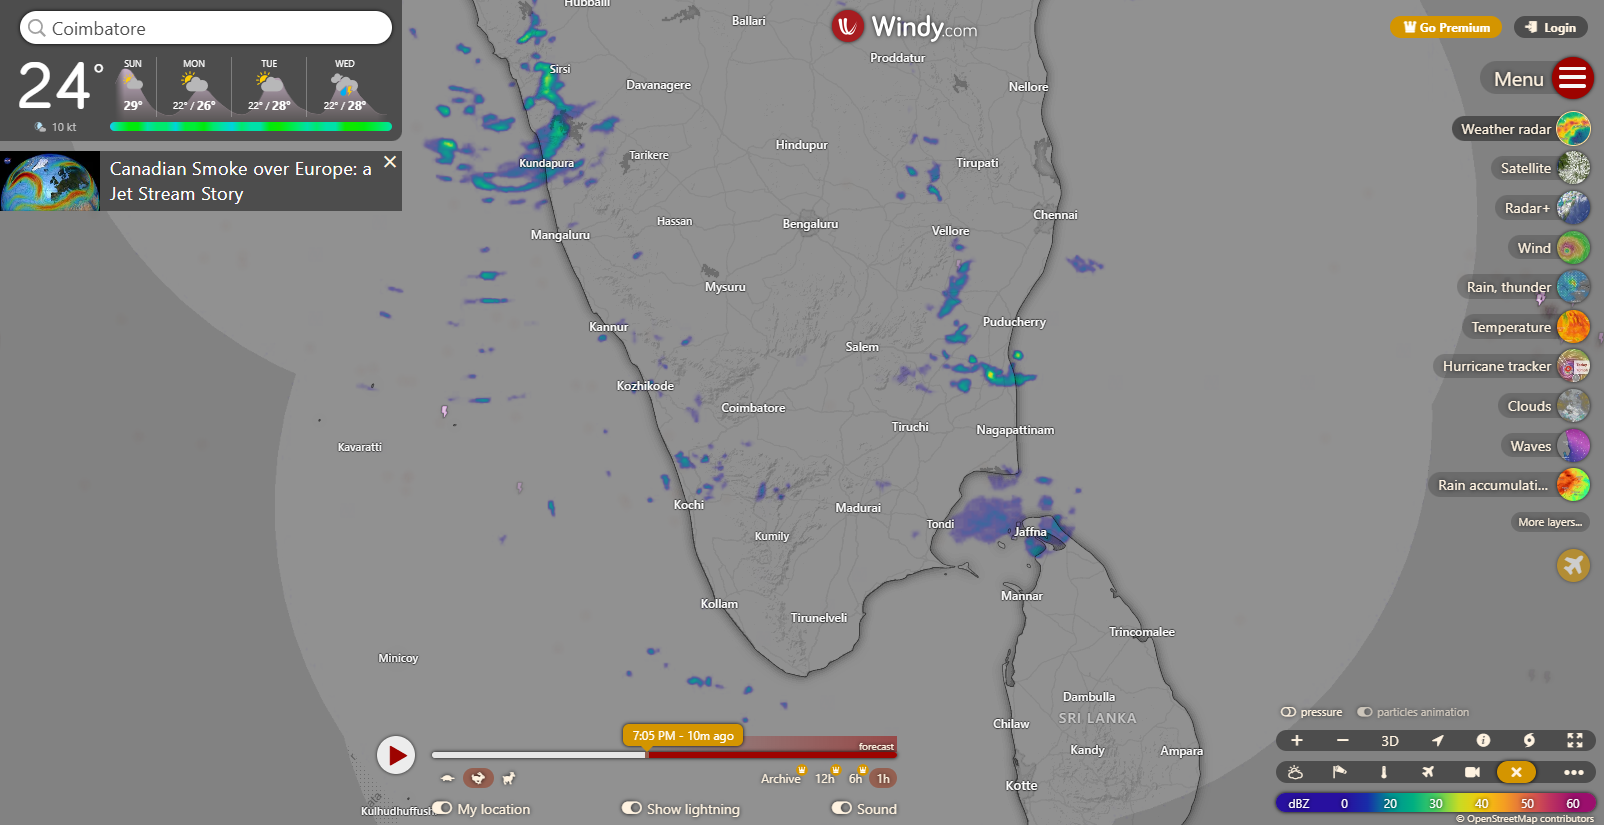 Coimbatore
24°
SUN
MON
TUE
WED
29°
22° / 26°
22° / 28°
22° / 28°
10 kt
Canadian Smoke over Europe: a
Jet Stream Story
Windy.com
Go Premium
Login
Menu
Weather radar
Satellite
Radar+
Wind
Rain, thunder
Temperature
Hurricane tracker
Clouds
Waves
Rain accumulati...
More layers...
Hubballi
Ballari
Proddatur
Sirsi
Davanagere
Nellore
Kundapura
Tarikere
Hindupur
Tirupati
Hassan
Bengaluru
Chennai
Mangaluru
Vellore
Mysuru
Kannur
Puducherry
Salem
Kozhikode
Coimbatore
Tiruchi
Nagapattinam
Kavaratti
Kochi
Madurai
Tondi
Jaffna
Kumily
Kollam
Tirunelveli
Mannar
Trincomalee
Minicoy
Dambulla
SRI LANKA
Chilaw
Kandy
Ampara
Kotte
Kulhudhuffushi
7:05 PM - 10m ago
forecast
Archive
12h
6h
1h
My location
Show lightning
Sound
pressure
particles animation
+
−
3D
dBZ
0
20
30
40
50
60
© OpenStreetMap contributors